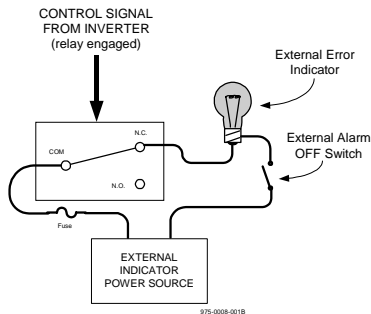 CONTROL SIGNAL
FROM INVERTER
(relay engaged)
External Error
Indicator
N.C.
COM
External Alarm
OFF Switch
N.O.
Fuse
EXTERNAL
INDICATOR
POWER SOURCE
975-0008-001B